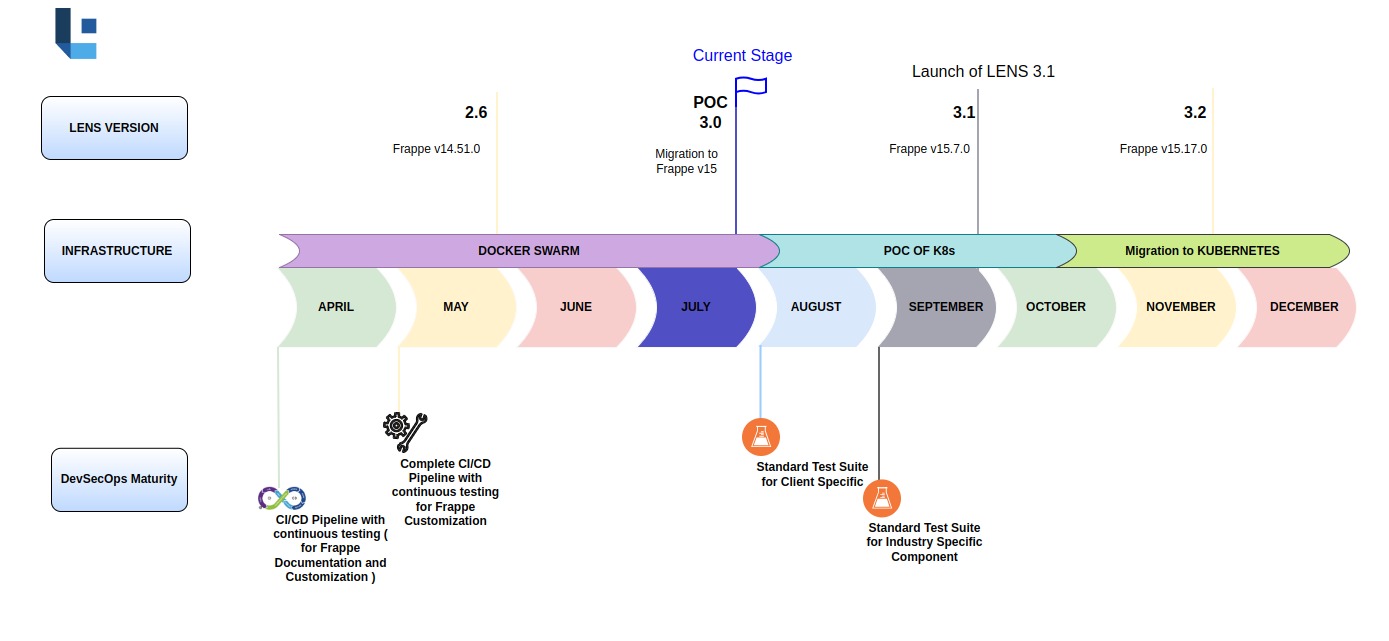 Current Stage
Launch of LENS 3.1
LENS VERSION
2.6
Frappe v14.51.0
POC
3.0
Migration to
Frappe v15
3.1
Frappe v15.7.0
3.2
Frappe v15.17.0
INFRASTRUCTURE
DOCKER SWARM
POC OF K8s
Migration to KUBERNETES
APRIL
MAY
JUNE
JULY
AUGUST
SEPTEMBER
OCTOBER
NOVEMBER
DECEMBER
DevSecOps Maturity
CI/CD Pipeline with
continuous testing (
for Frappe
Documentation and
Customization )
Complete CI/CD
Pipeline with
continuous testing
for Frappe
Customization
Standard Test Suite
for Client Specific
Standard Test Suite
for Industry Specific
Component